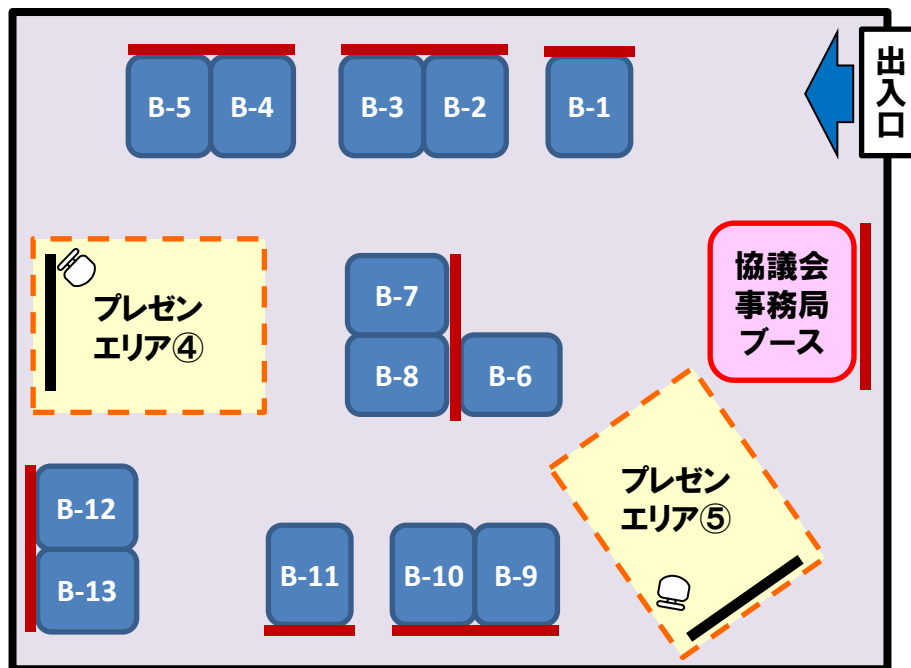 B-5
B-4
B-3
B-2
B-1
出入口
プレゼン
エリア④
B-7
B-8
B-6
協議会
事務局
ブース
プレゼン
エリア⑤
B-12
B-13
B-11
B-10
B-9